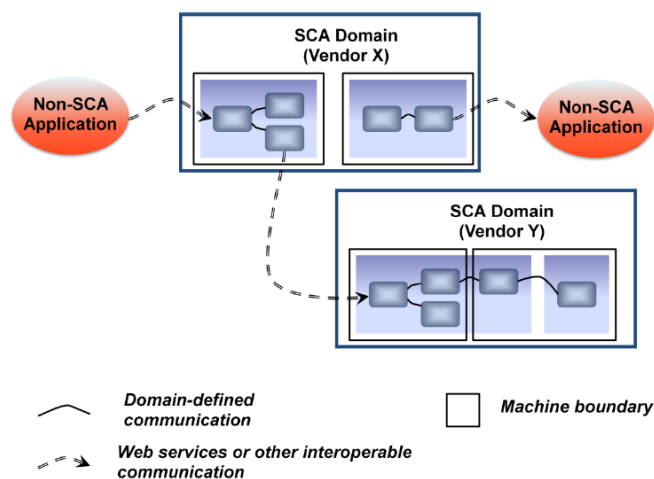 SCA Domain
(Vendor X)
Non-SCA
Application
Non-SCA
Application
SCA Domain
(Vendor Y)
Domain-defined
communication
Machine boundary
Web services or other interoperable
communication